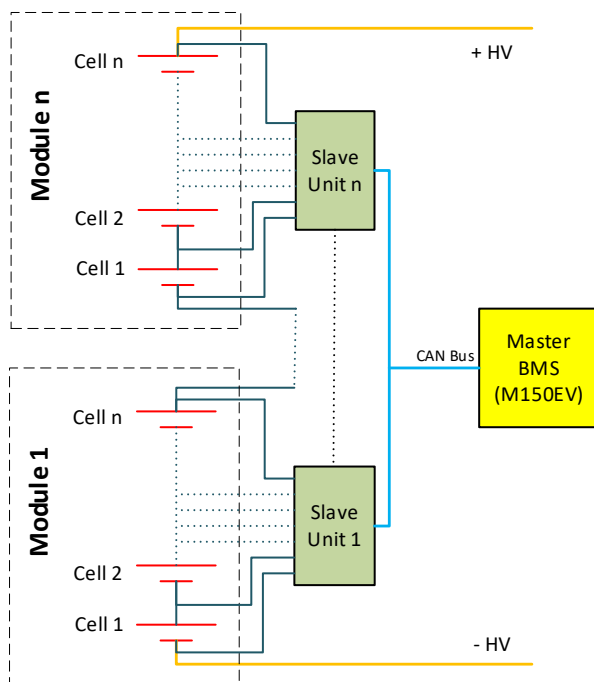 + HV
Cell n
Module n
Slave
Unit n
Cell 2
Cell 1
Master
BMS
(M150EV)
CAN Bus
Cell n
Module 1
Slave
Unit 1
Cell 2
Cell 1
- HV